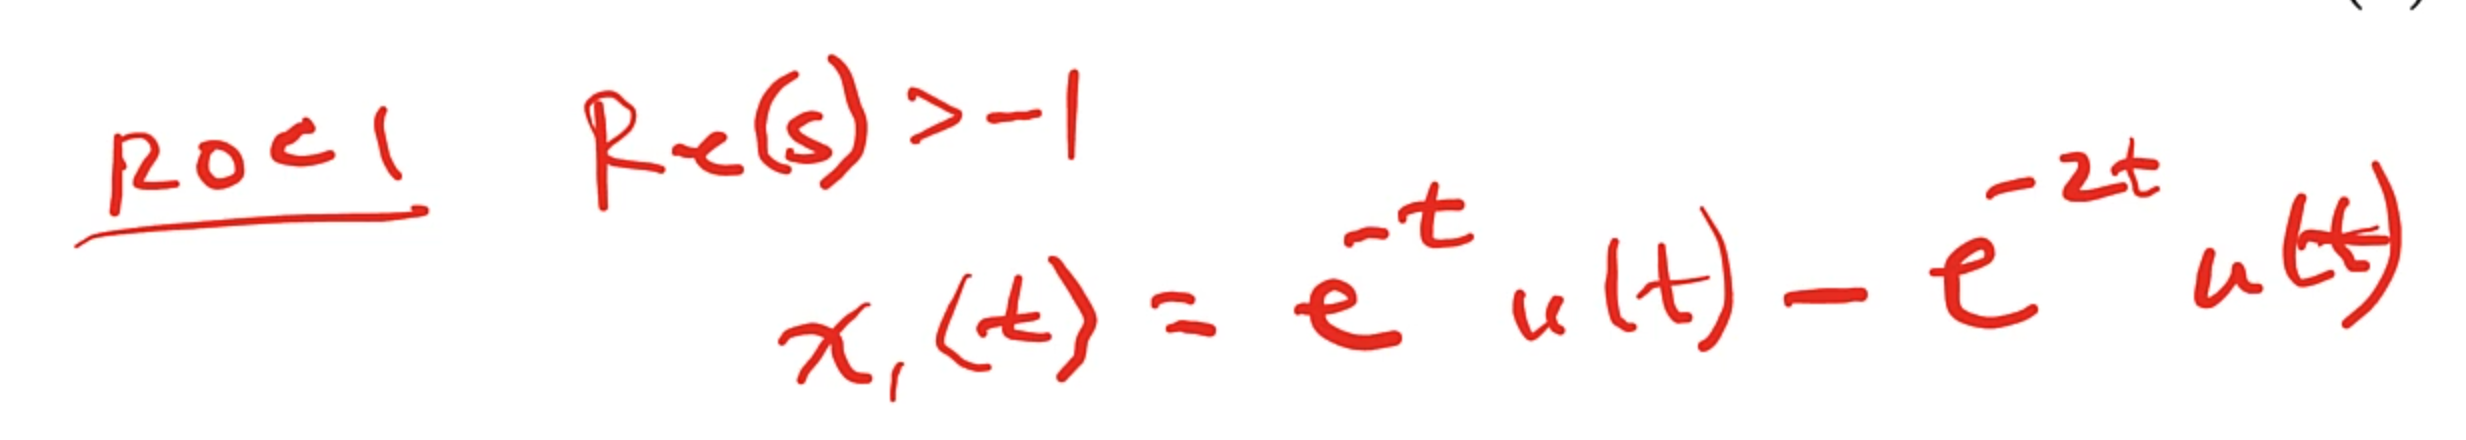 ROC1 Re(s) > -1
x₁(t) = e^{-t} u(t) - e^{-2t} u(t)